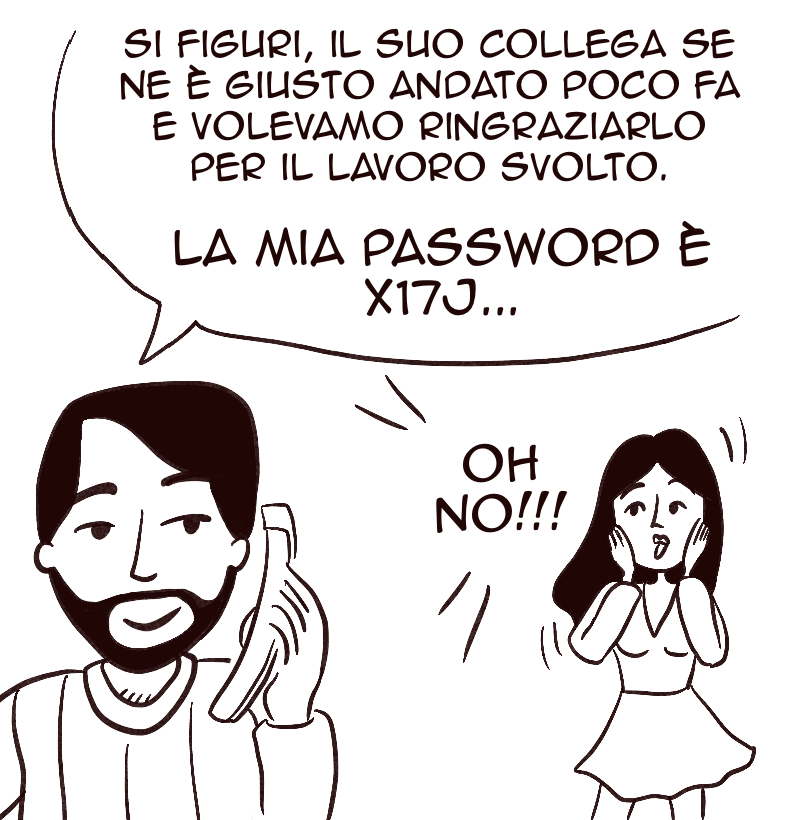 SI FIGURI, IL SUO COLLEGA SE
NE È GIUSTO ANDATO POCO FA
E VOLEVAMO RINGRAZIARLO
PER IL LAVORO SVOLTO.
LA MIA PASSWORD È
X17J...
OH
NO!!!